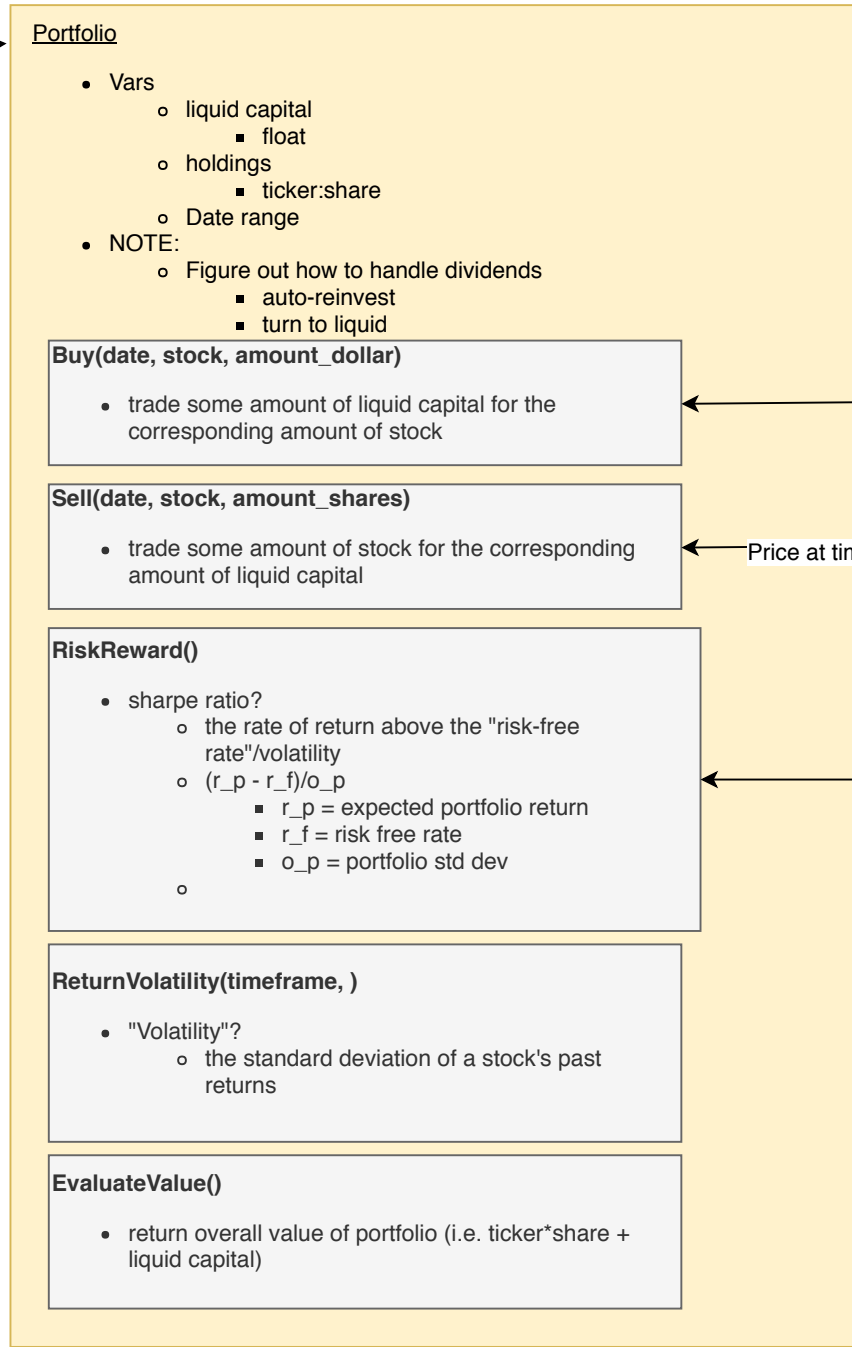 Portfolio
Vars
liquid capital
float
holdings
ticker:share
Date range
NOTE:
Figure out how to handle dividends
auto-reinvest
turn to liquid
Buy(date, stock, amount_dollar)
trade some amount of liquid capital for the
corresponding amount of stock
Sell(date, stock, amount_shares)
trade some amount of stock for the corresponding
amount of liquid capital
Price at
RiskReward()
sharpe ratio?
the rate of return above the "risk-free
rate"/volatility
(r_p - r_f)/o_p
r_p = expected portfolio return
r_f = risk free rate
o_p = portfolio std dev
ReturnVolatility(timeframe, )
"Volatility"?
the standard deviation of a stock's past
returns
EvaluateValue()
return overall value of portfolio (i.e. ticker*share +
liquid capital)